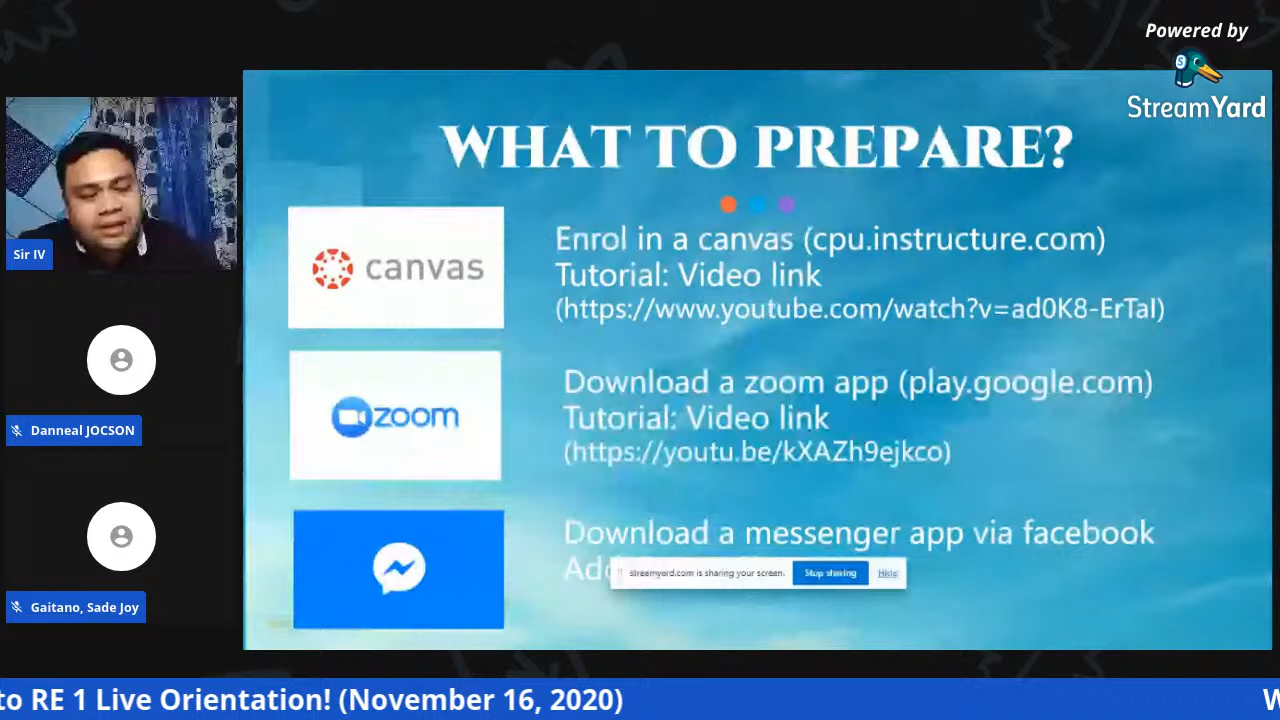 Powered by
StreamYard
WHAT TO PREPARE?
canvas
Enrol in a canvas (cpu.instructure.com)
Tutorial: Video link
(https://www.youtube.com/watch?v=ad0K8-ErTaI)
Sir IV
zoom
Download a zoom app (play.google.com)
Tutorial: Video link
(https://youtu.be/kXAZh9ejkco)
Danneal JOCSON
Download a messenger app via facebook
streamyard.com is sharing your screen.
Stop sharing
Hide
Gaitano, Sade Joy
to RE 1 Live Orientation! (November 16, 2020)
W